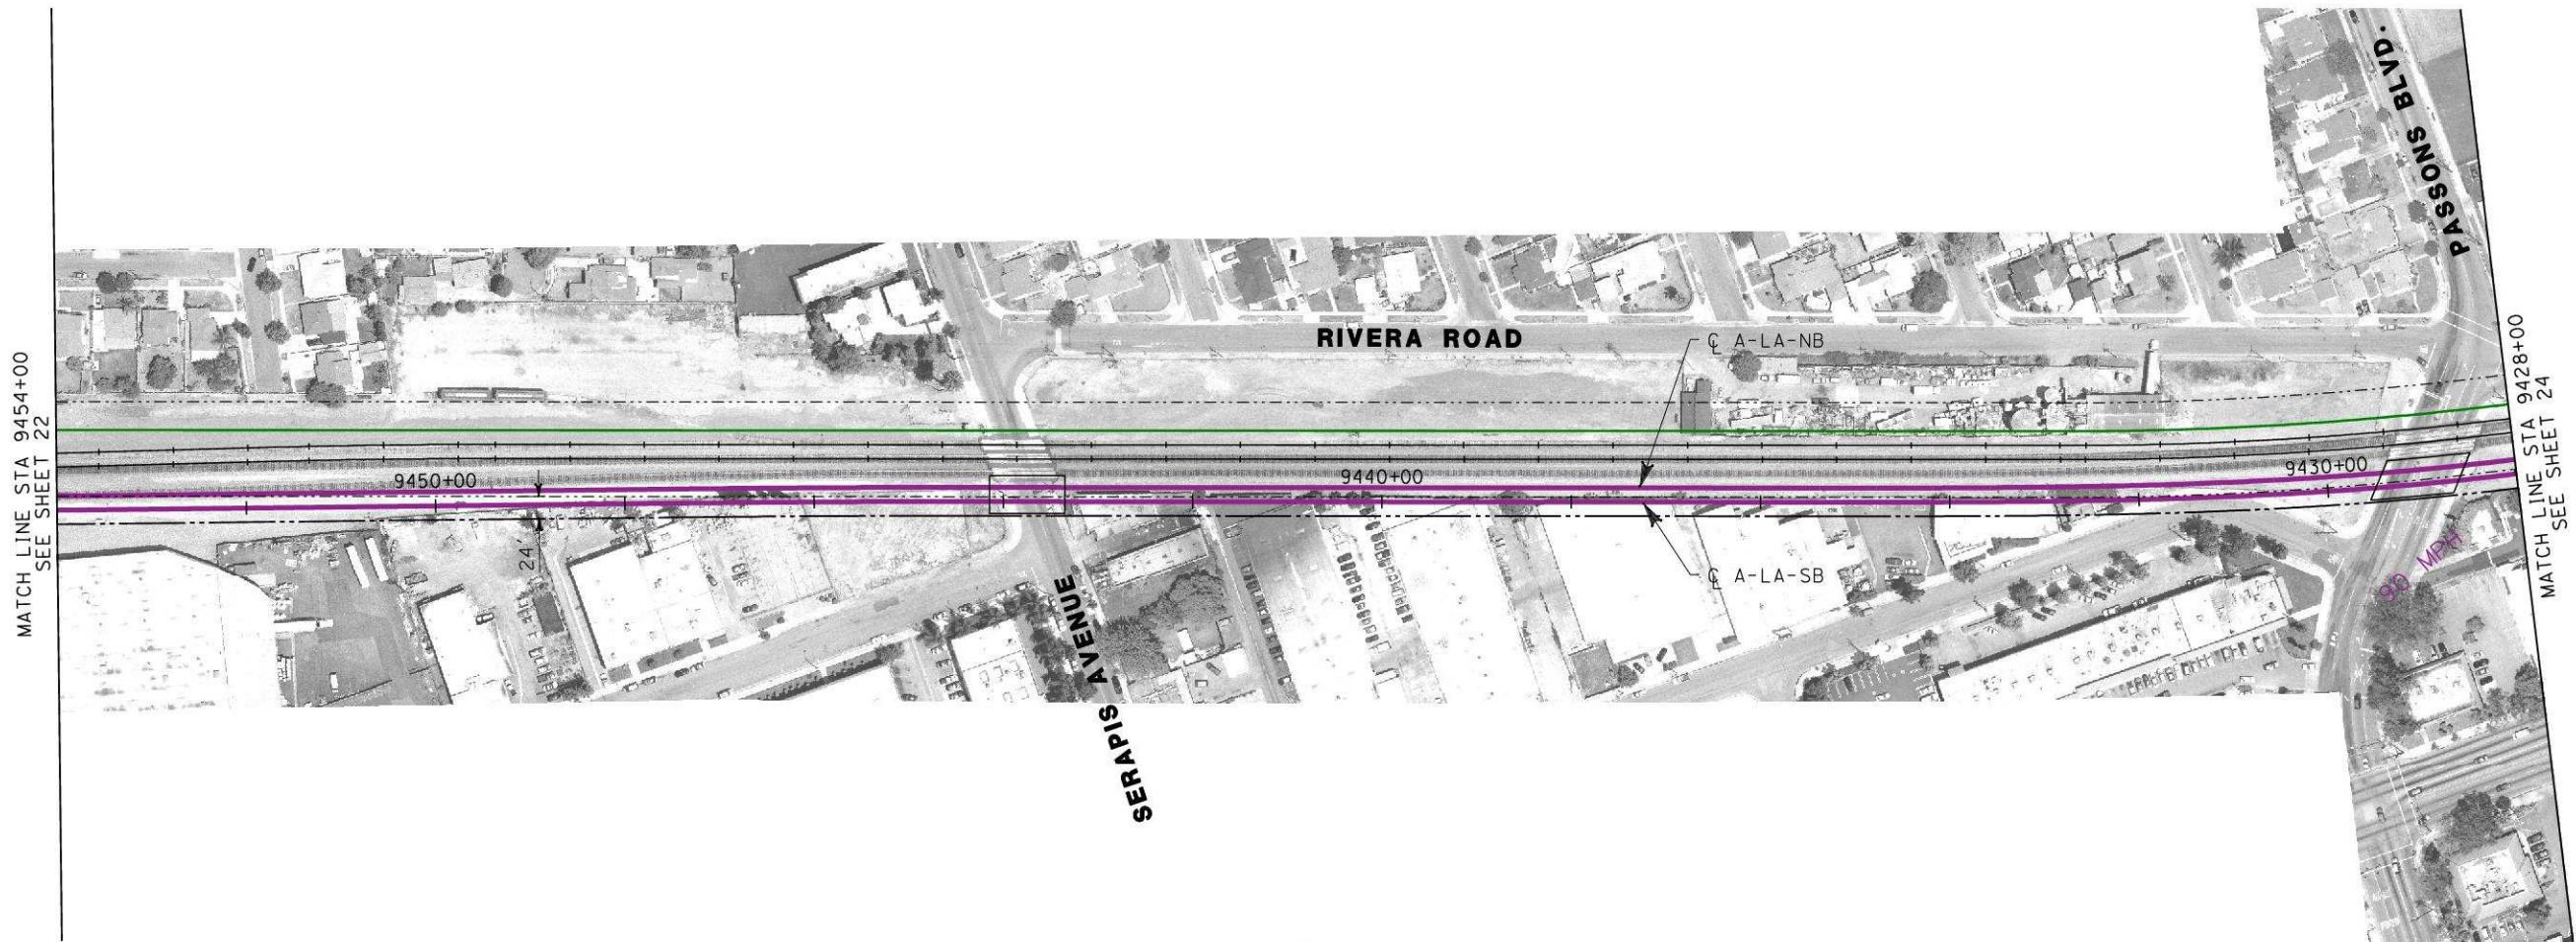 MATCH LINE STA 9454+00
SEE SHEET 22
PASSONS BLVD.
RIVERA ROAD
℄ A-LA-NB
9450+00
9440+00
9430+00
24'
℄ A-LA-SB
SERAPIS AVENUE
90 MPH
MATCH LINE STA 9428+00
SEE SHEET 24